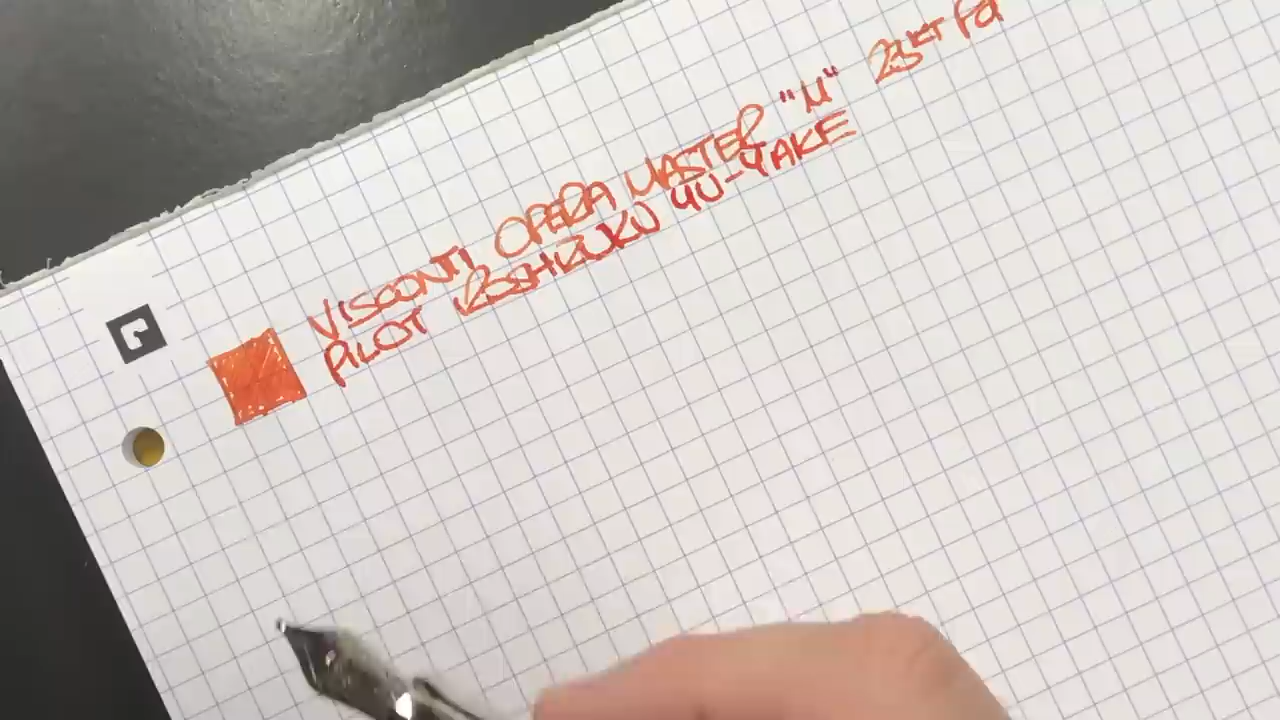 VISCONTI OPERA MASTER "M" 23KT Pd
PILOT IROSHIZUKU YU-YAKE